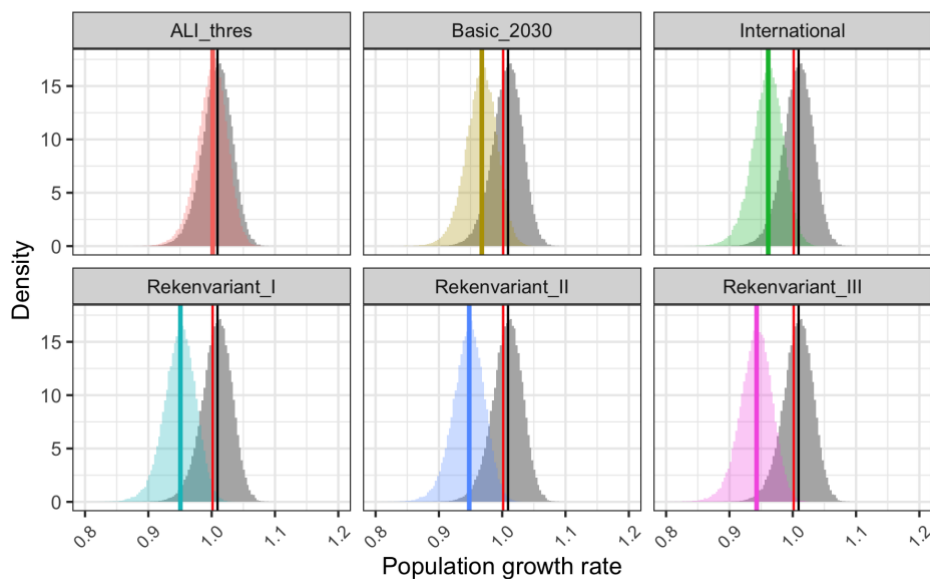 ALI_thres Basic_2030 International
15
10
5
0
Rekenvariant_I Rekenvariant_II Rekenvariant_III
15
10
5
0
0.8 0.9 1.0 1.1 1.2 0.8 0.9 1.0 1.1 1.2 0.8 0.9 1.0 1.1 1.2
Density
Population growth rate